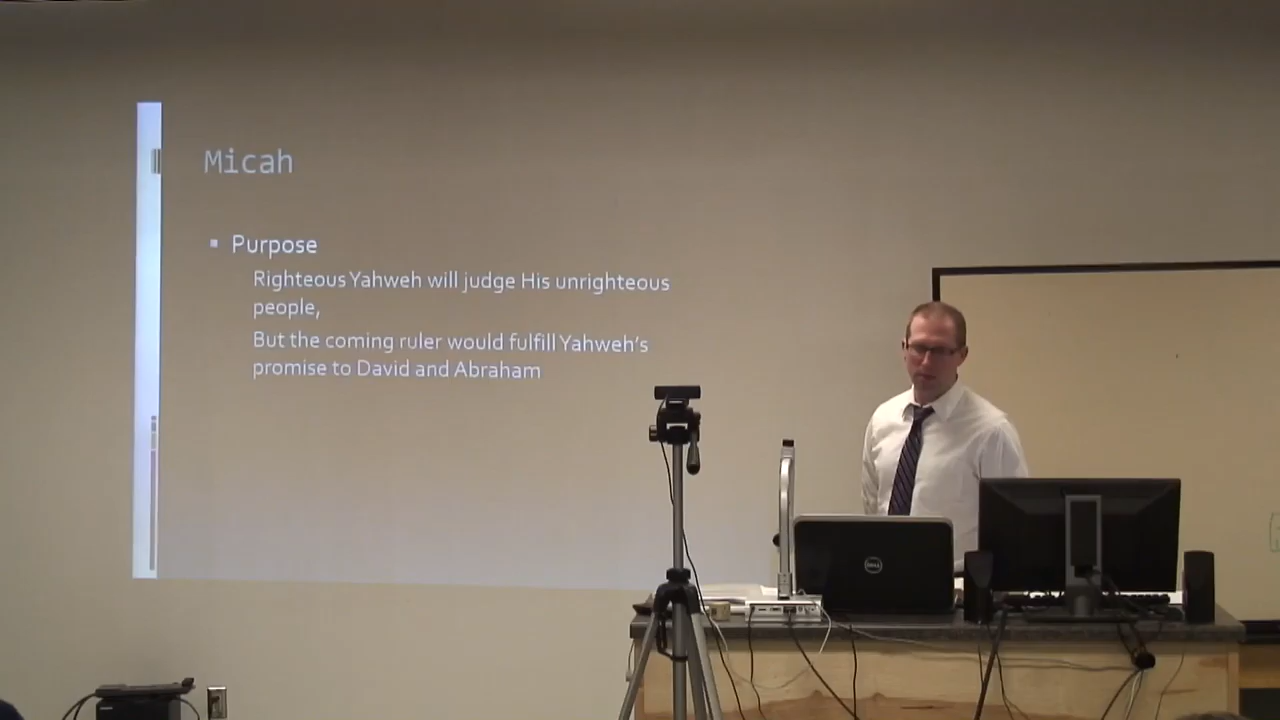 Micah
Purpose
Righteous Yahweh will judge His unrighteous
people,
But the coming ruler would fulfill Yahweh's
promise to David and Abraham
DELL